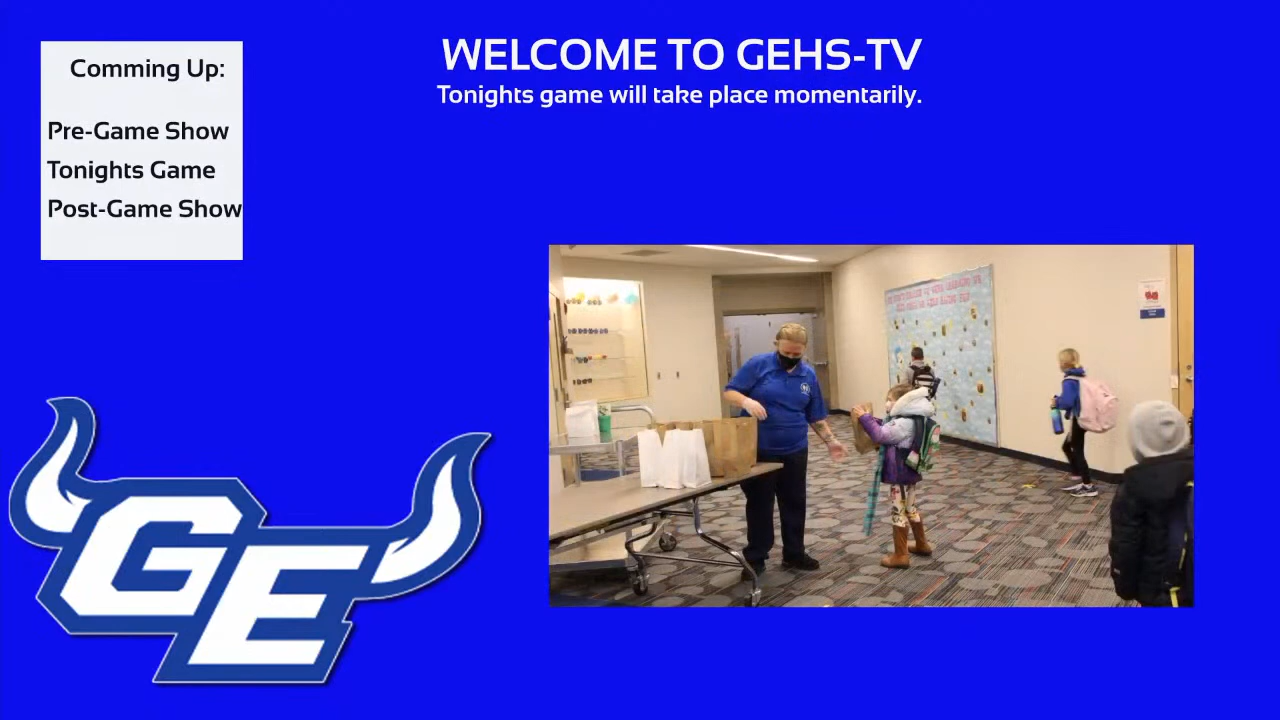 WELCOME TO GEHS-TV
Tonights game will take place momentarily.
Comming Up:
Pre-Game Show
Tonights Game
Post-Game Show
GE